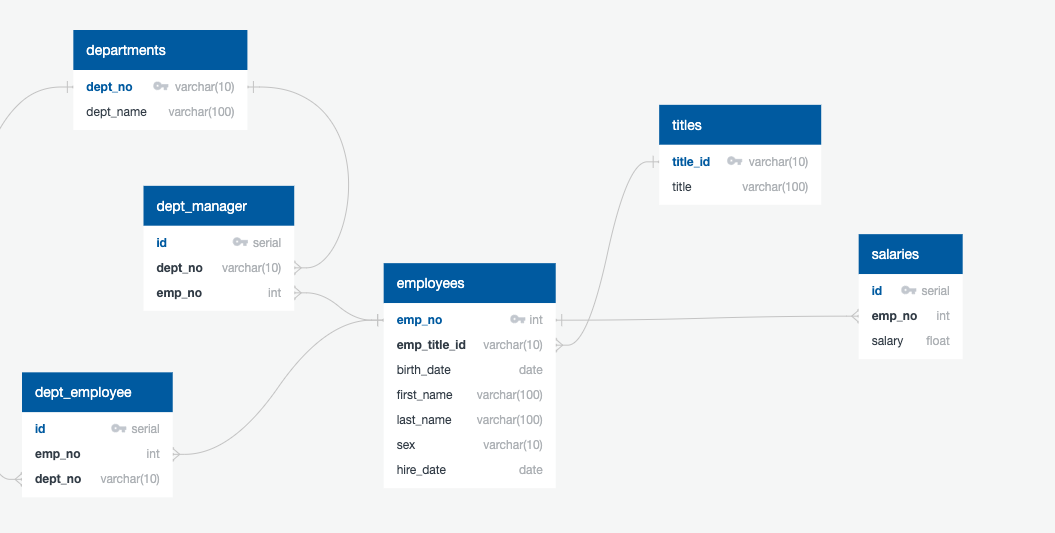 departments
dept_no varchar(10)
dept_name varchar(100)
dept_manager
id serial
dept_no varchar(10)
emp_no int
dept_employee
id serial
emp_no int
dept_no varchar(10)
employees
emp_no int
emp_title_id varchar(10)
birth_date date
first_name varchar(100)
last_name varchar(100)
sex varchar(10)
hire_date date
titles
title_id varchar(10)
title varchar(100)
salaries
id serial
emp_no int
salary float